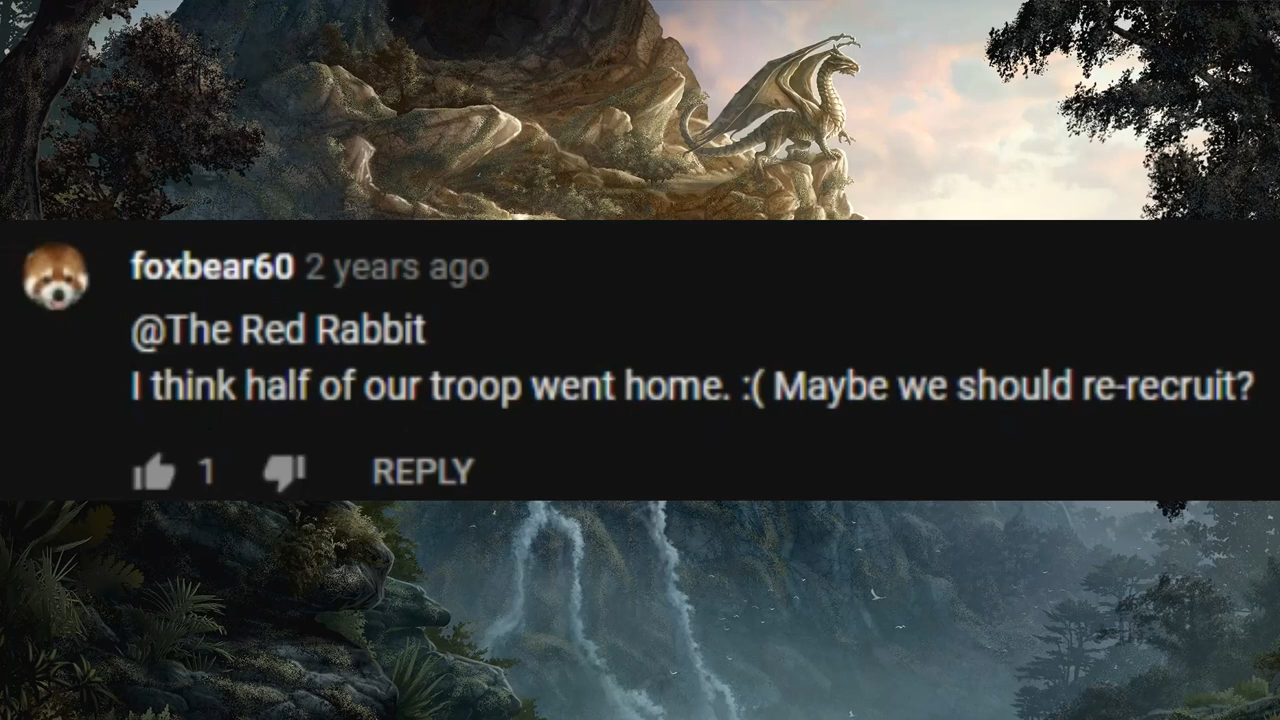 foxbear60 2 years ago
@The Red Rabbit
I think half of our troop went home. :( Maybe we should re-recruit?
1 REPLY